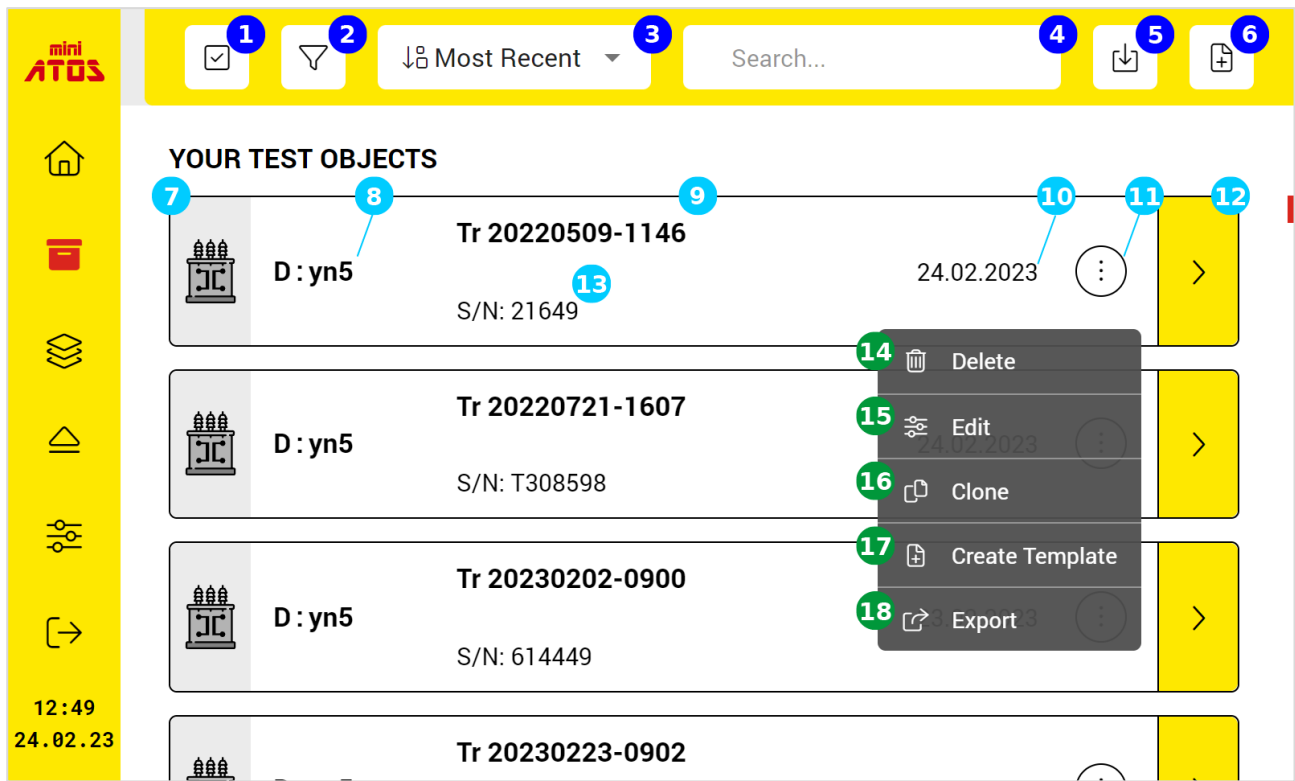 mini
ATOS
1
2
3
4
5
6
Most Recent
Search...
YOUR TEST OBJECTS
7
8
9
10
11
12
Tr 20220509-1146
D : yn5
13
24.02.2023
S/N: 21649
14
Delete
Tr 20220721-1607
15
Edit
D : yn5
24.02.2023
S/N: T308598
16
Clone
17
Create Template
Tr 20230202-0900
D : yn5
18
Export
S/N: 614449
12:49
24.02.23
Tr 20230223-0902